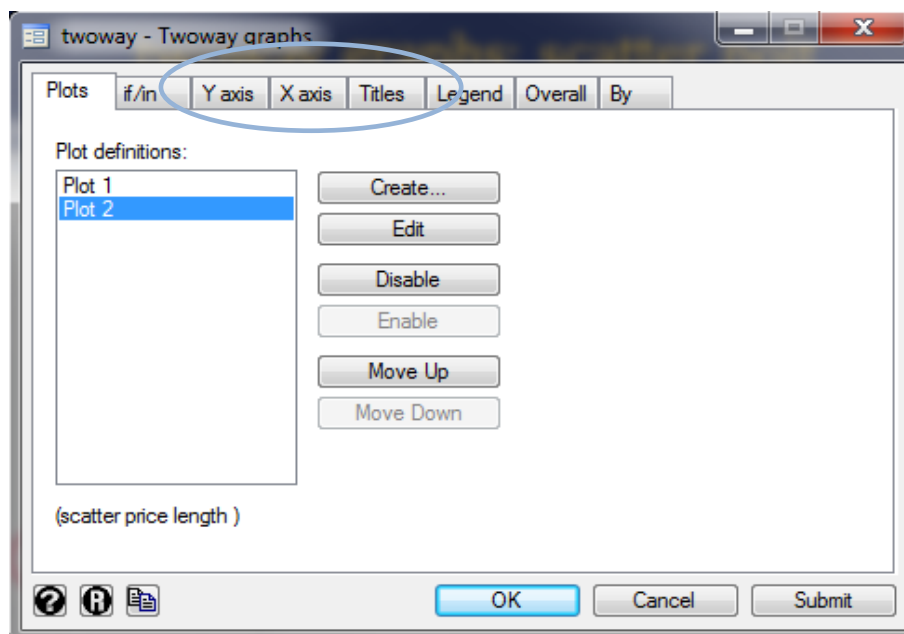 twoway - Twoway graphs
Plots if/in Y axis X axis Titles Legend Overall By
Plot definitions:
Plot 1
Plot 2
Create...
Edit
Disable
Enable
Move Up
Move Down
(scatter price length )
OK Cancel Submit